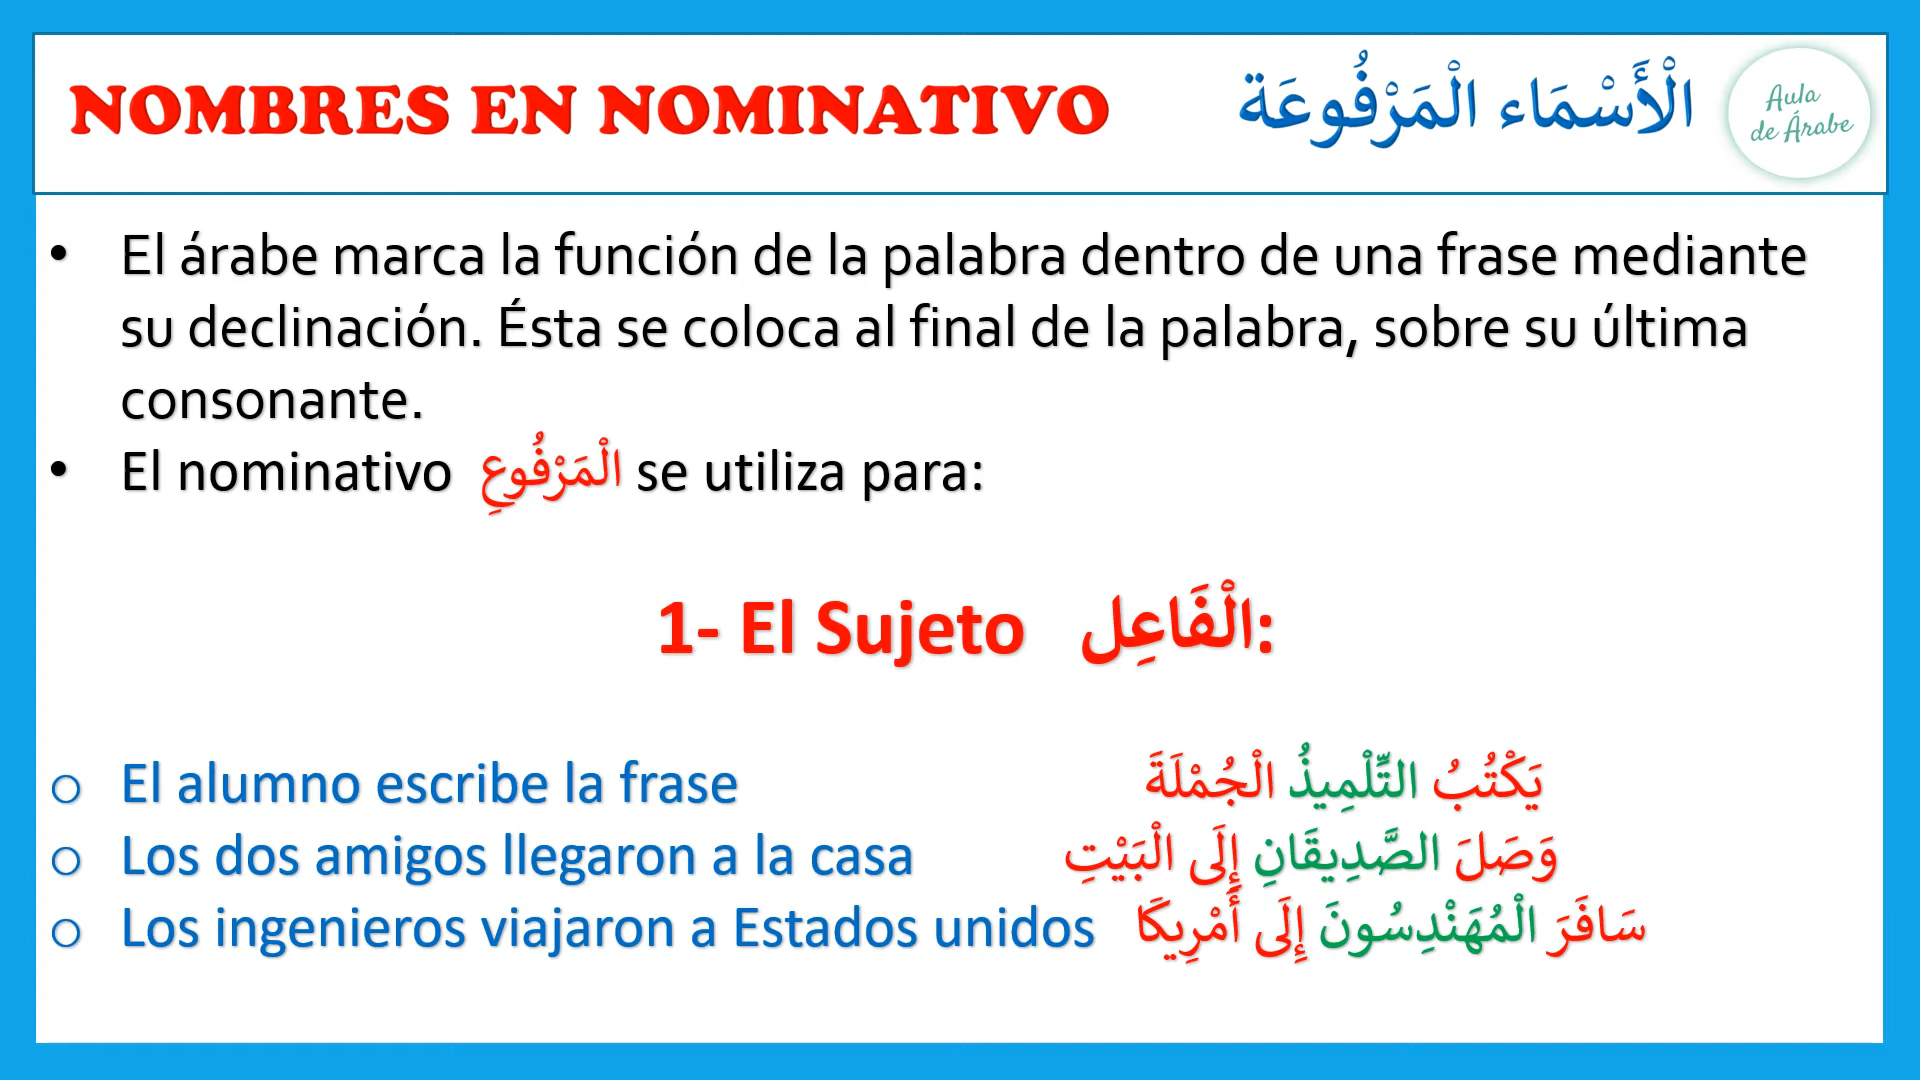 NOMBRES EN NOMINATIVO الْأَسْمَاء الْمَرْفُوعَة
Aula
de Árabe
• El árabe marca la función de la palabra dentro de una frase mediante
su declinación. Ésta se coloca al final de la palabra, sobre su última
consonante.
• El nominativo الْمَرْفُوعِ se utiliza para:
1- El Sujeto الْفَاعِل:
o El alumno escribe la frase يَكْتُبُ التِّلْمِيذُ الْجُمْلَةَ
o Los dos amigos llegaron a la casa وَصَلَ الصَّدِيقَانِ إِلَى الْبَيْتِ
o Los ingenieros viajaron a Estados unidos سَافَرَ الْمُهَنْدِسُونَ إِلَى أَمْرِيكَا